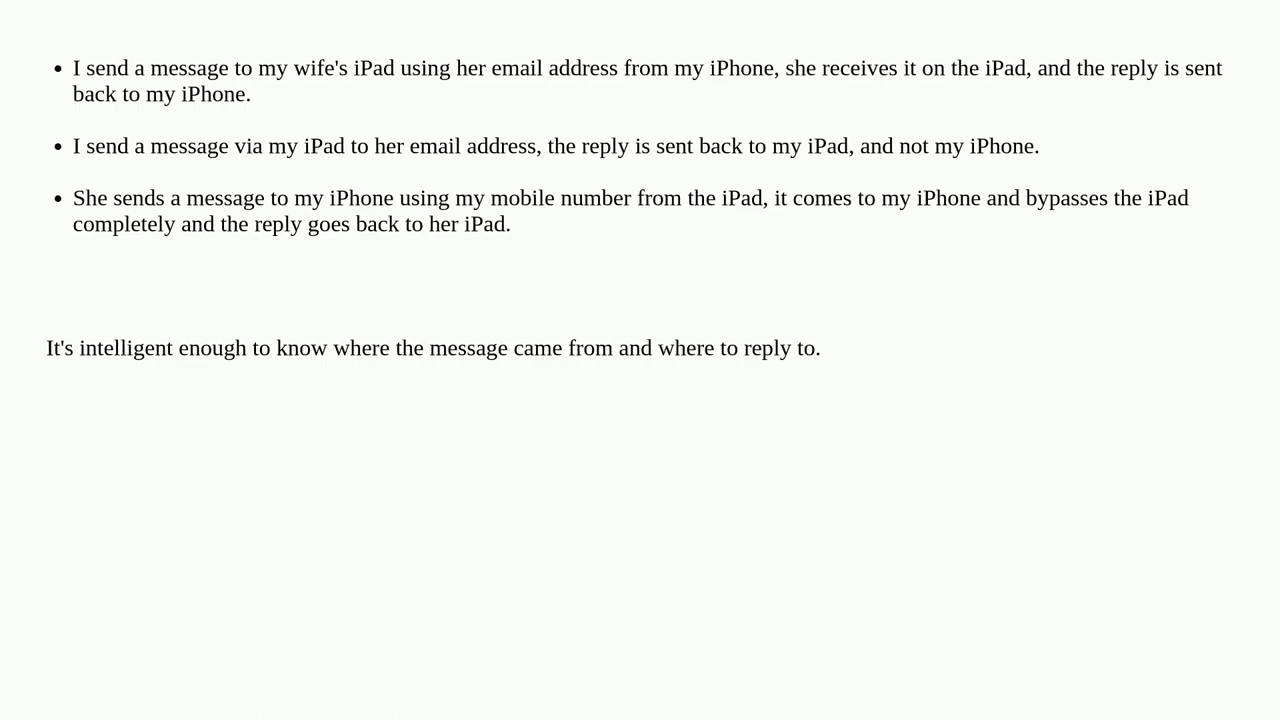 • I send a message to my wife's iPad using her email address from my iPhone, she receives it on the iPad, and the reply is sent
back to my iPhone.
• I send a message via my iPad to her email address, the reply is sent back to my iPad, and not my iPhone.
• She sends a message to my iPhone using my mobile number from the iPad, it comes to my iPhone and bypasses the iPad
completely and the reply goes back to her iPad.
It's intelligent enough to know where the message came from and where to reply to.